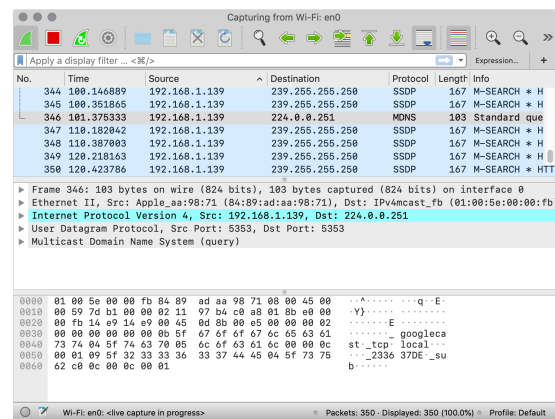 Capturing from Wi-Fi: en0
Apply a display filter ... <⌘/>
Expression... +
No. Time Source Destination Protocol Length Info
344 100.146889 192.168.1.139 239.255.255.250 SSDP 167 M-SEARCH * H
345 100.351865 192.168.1.139 239.255.255.250 SSDP 167 M-SEARCH * H
346 101.375333 192.168.1.139 224.0.0.251 MDNS 103 Standard que
347 110.182042 192.168.1.139 239.255.255.250 SSDP 167 M-SEARCH * H
348 110.387003 192.168.1.139 239.255.255.250 SSDP 167 M-SEARCH * H
349 120.218163 192.168.1.139 239.255.255.250 SSDP 167 M-SEARCH * H
350 120.423786 192.168.1.139 239.255.255.250 SSDP 167 M-SEARCH * HTT
Frame 346: 103 bytes on wire (824 bits), 103 bytes captured (824 bits) on interface 0
Ethernet II, Src: Apple_aa:98:71 (84:89:ad:aa:98:71), Dst: IPv4mcast_fb (01:00:5e:00:00:fb
Internet Protocol Version 4, Src: 192.168.1.139, Dst: 224.0.0.251
User Datagram Protocol, Src Port: 5353, Dst Port: 5353
Multicast Domain Name System (query)
0000 01 00 5e 00 00 fb 84 89 ad aa 98 71 08 00 45 00 ··^····· ···q··E·
0010 00 59 7d b1 00 00 02 11 97 b4 c0 a8 01 8b e0 00 ·Y}····· ········
0020 00 fb 14 e9 14 e9 00 45 0d 8b 00 e5 00 00 00 02 ·······E ········
0030 00 00 00 00 00 00 0b 5f 67 6f 6f 67 6c 65 63 61 ·······_ googleca
0040 73 74 04 5f 74 63 70 05 6c 6f 63 61 6c 00 00 0c st·_tcp· local···
0050 00 01 09 5f 32 33 33 36 33 37 44 45 04 5f 73 75 ···_2336 37DE·_su
0060 62 c0 0c 00 0c 00 01 b······
Wi-Fi: en0: <live capture in progress> Packets: 350 · Displayed: 350 (100.0%) Profile: Default